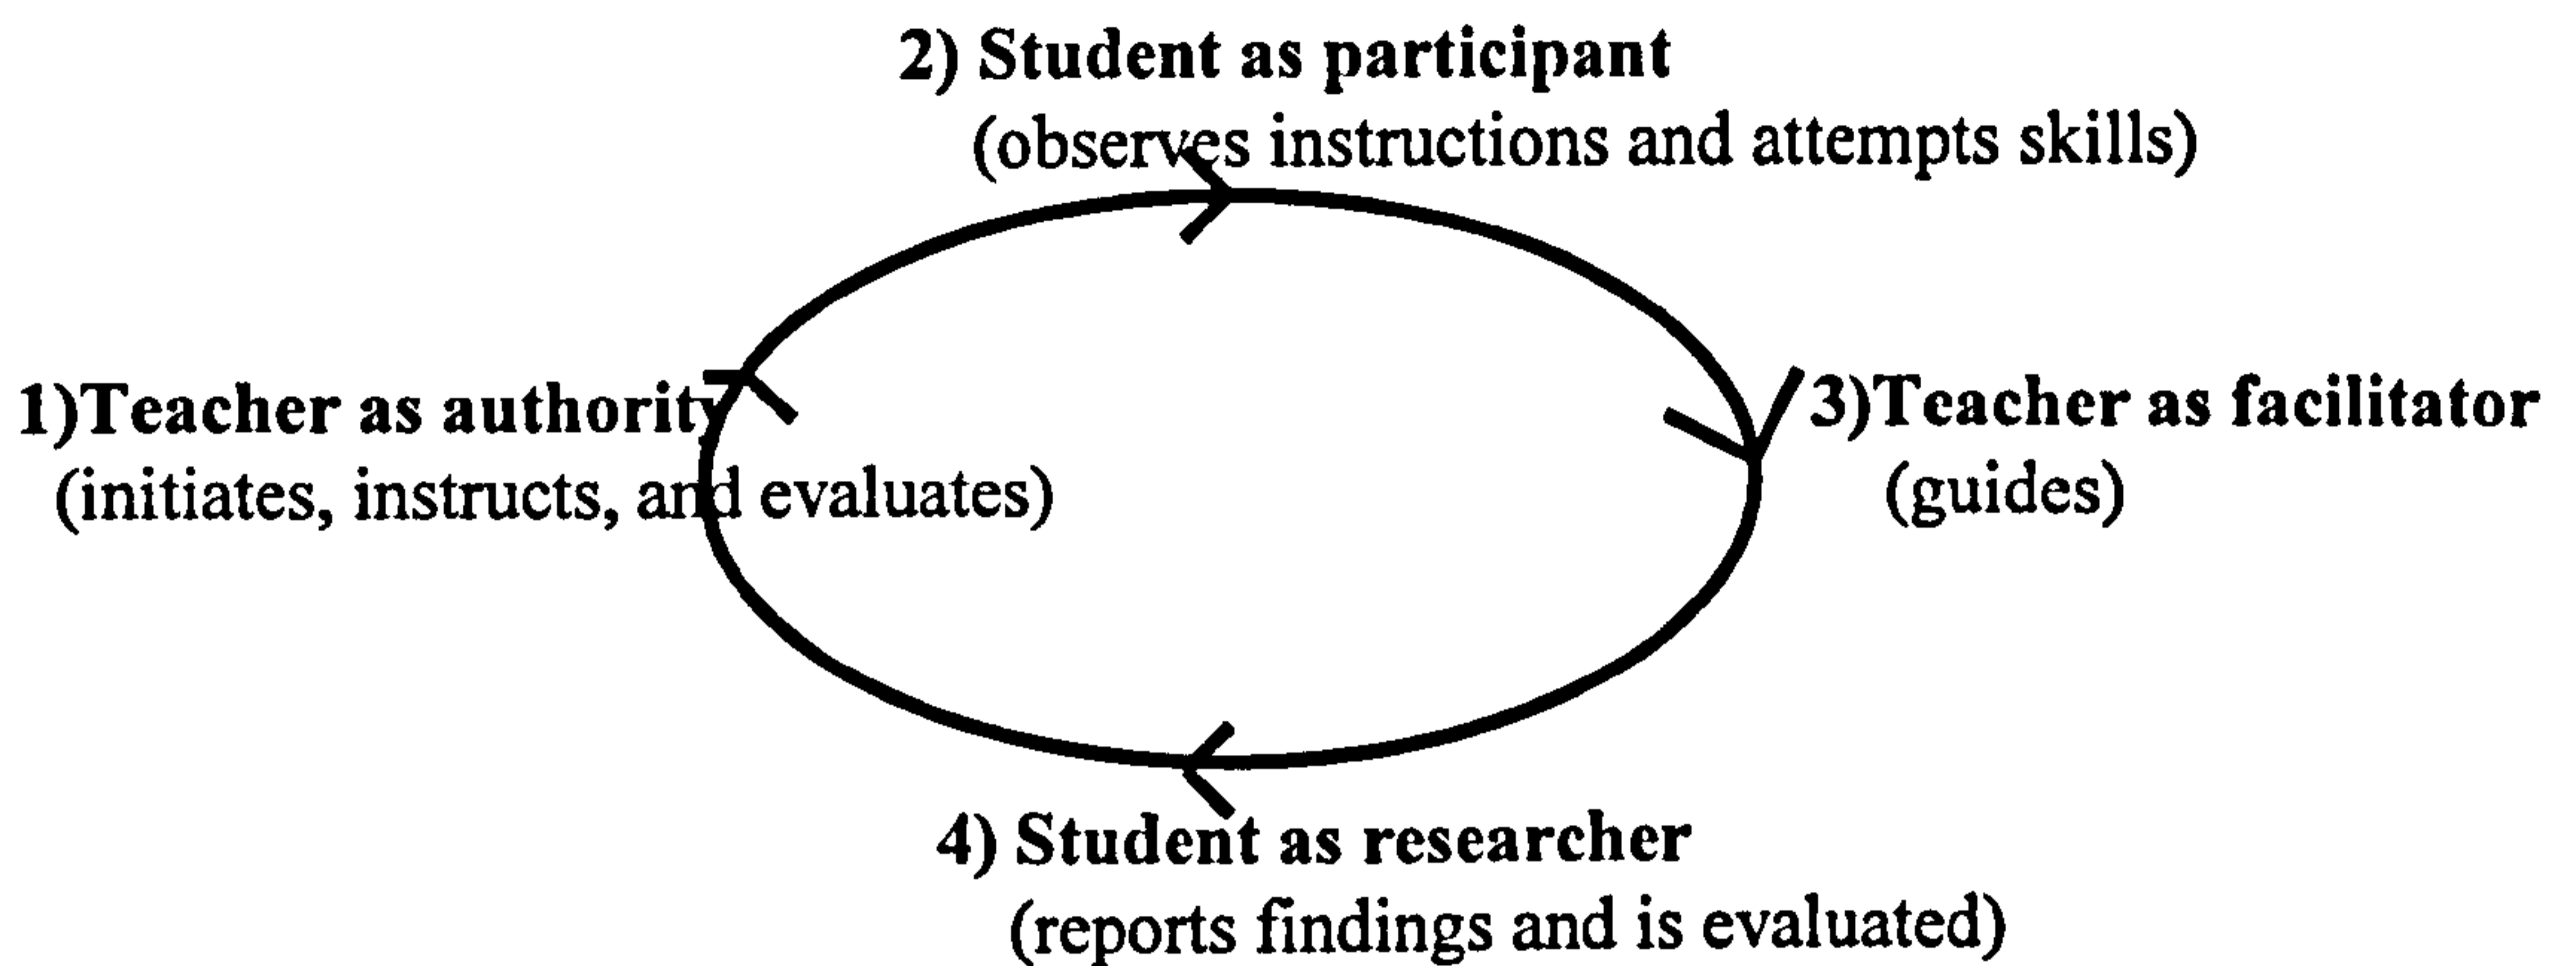 2) Student as participant
(observes instructions and attempts skills)
1)Teacher as authority
(initiates, instructs, and evaluates)
3)Teacher as facilitator
(guides)
4) Student as researcher
(reports findings and is evaluated)